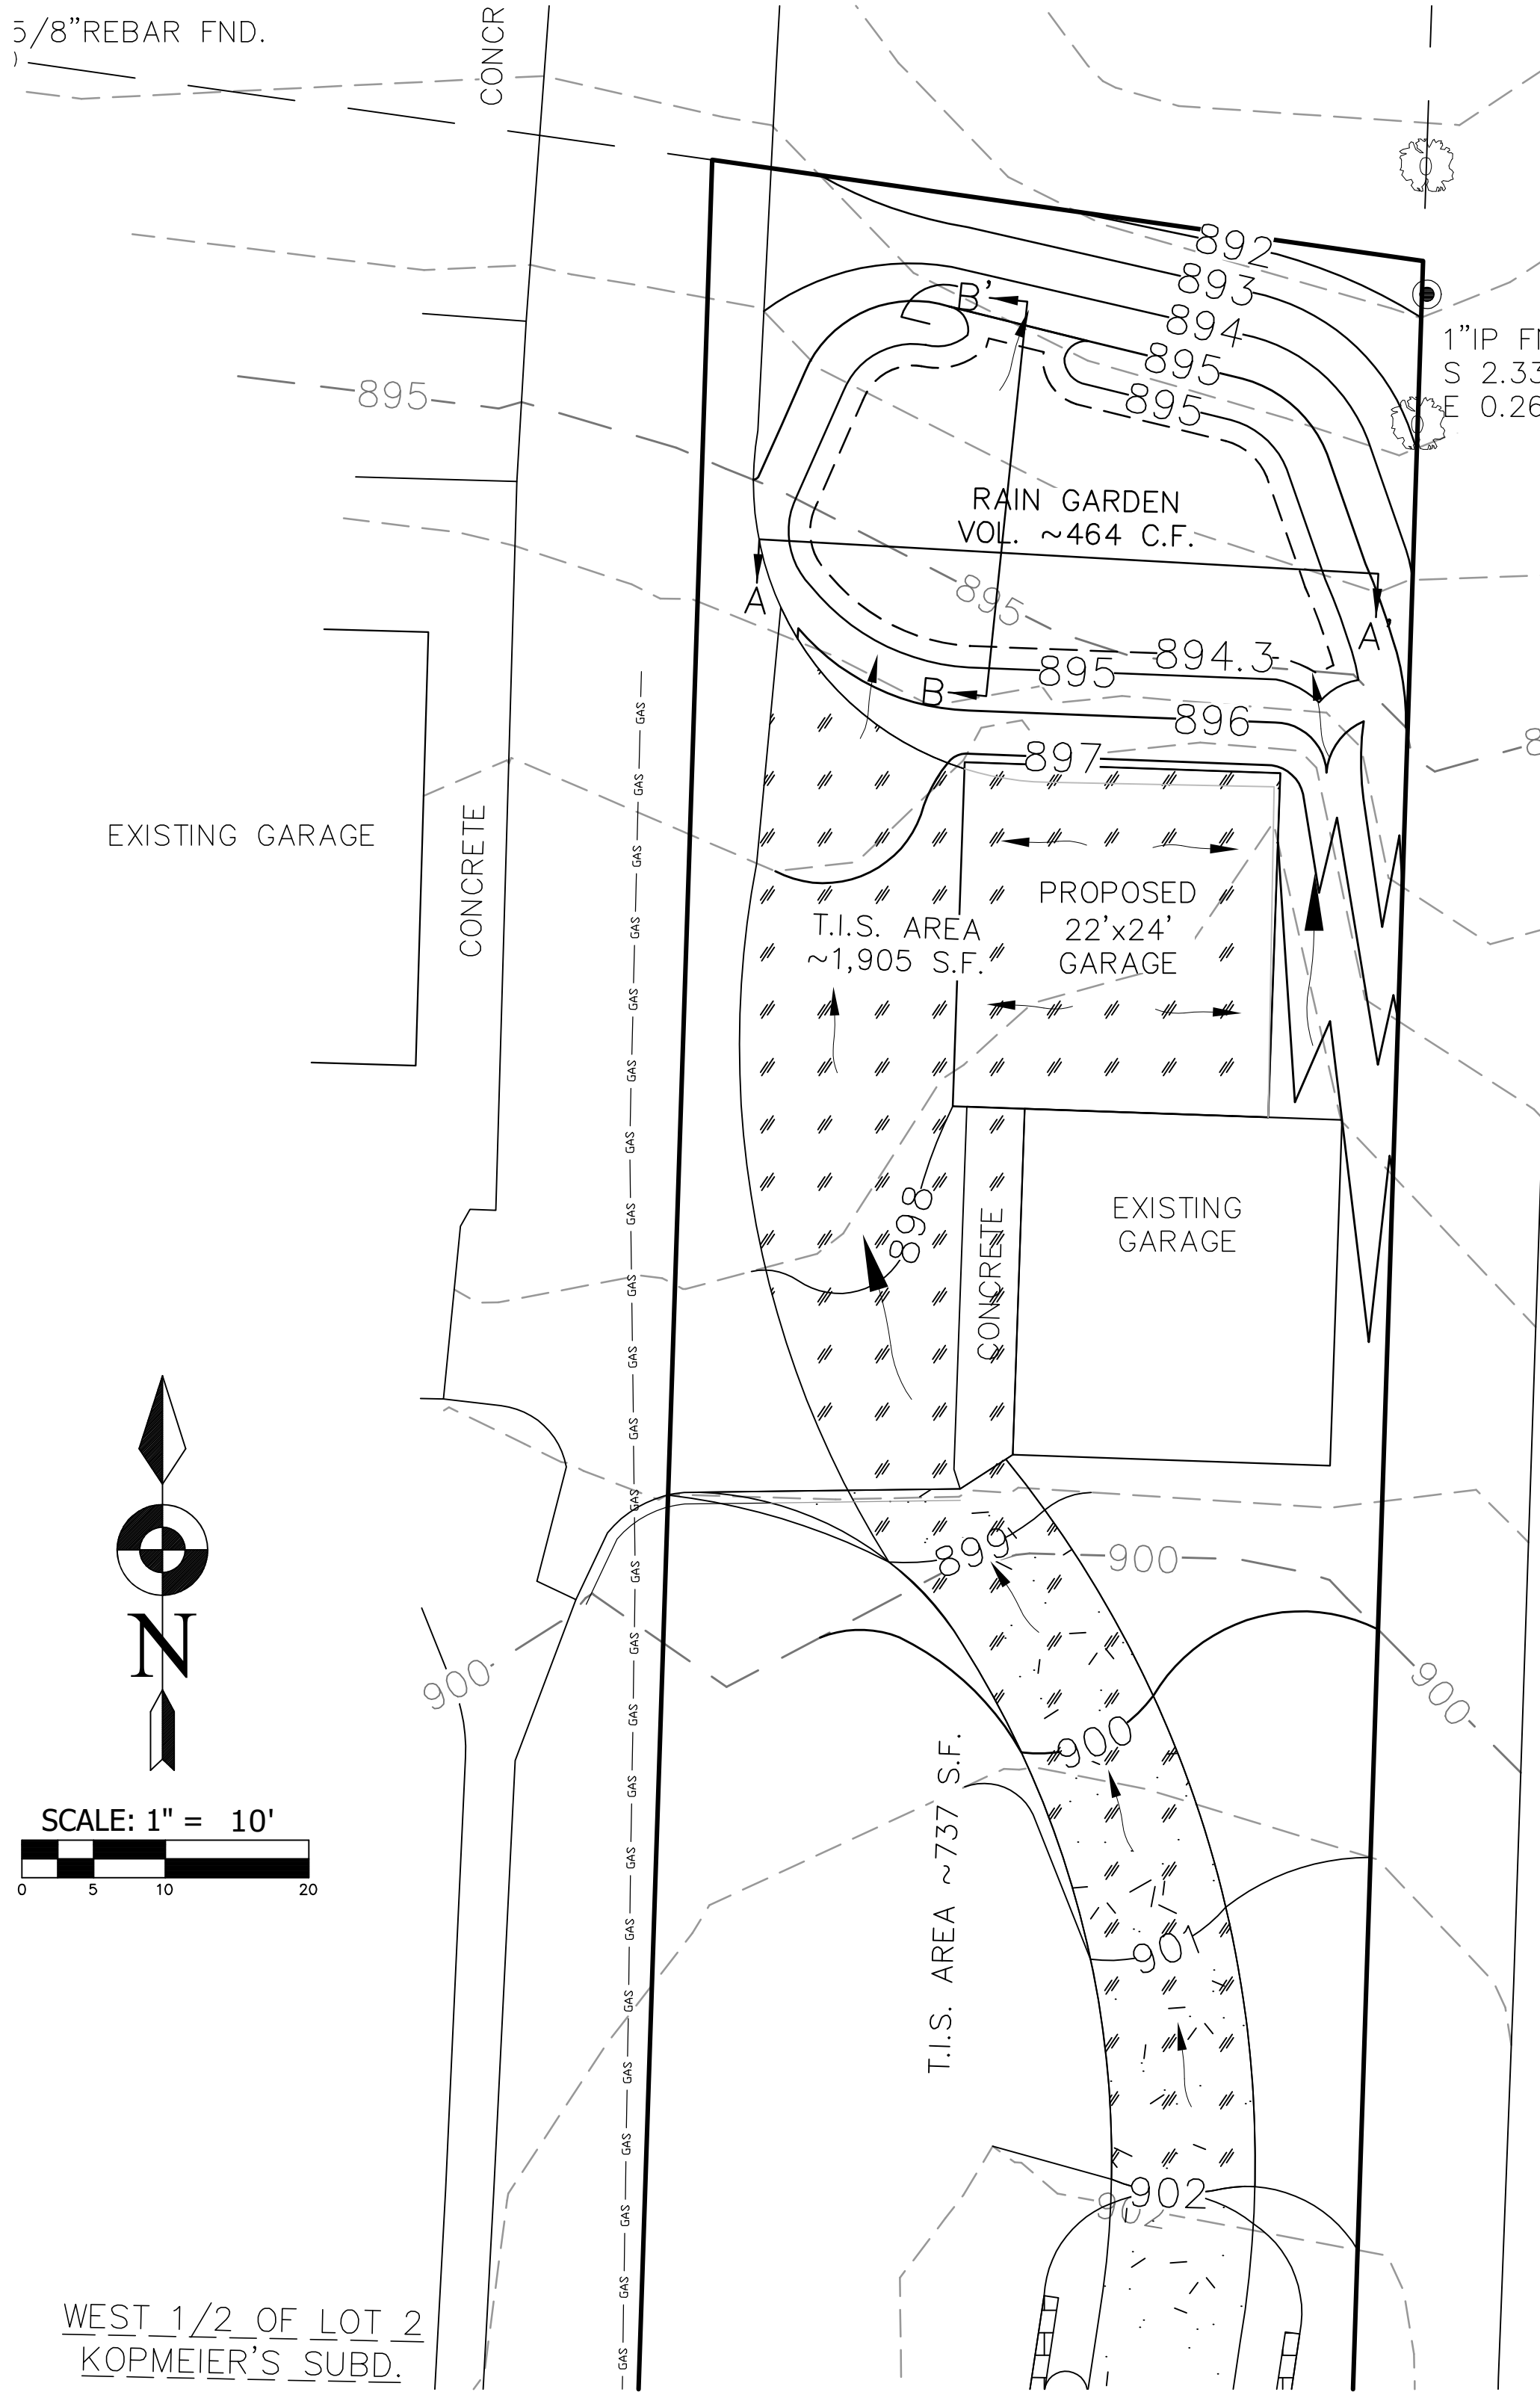 5/8"REBAR FND.
)
CONCR
892
893
B'
894
1"IP F
895
S 2.33
895
895
E 0.26
RAIN GARDEN
VOL. ~464 C.F.
895
A
A'
894.3
895
B
896
8
897
GAS
EXISTING GARAGE
CONCRETE
PROPOSED
22'x24'
GARAGE
T.I.S. AREA
~1,905 S.F.
898
CONCRETE
EXISTING
GARAGE
899
900
N
900
900
900
T.I.S. AREA ~737 S.F.
SCALE: 1" = 10'
0 5 10 20
901
902
902
WEST 1/2 OF LOT 2
KOPMEIER'S SUBD.